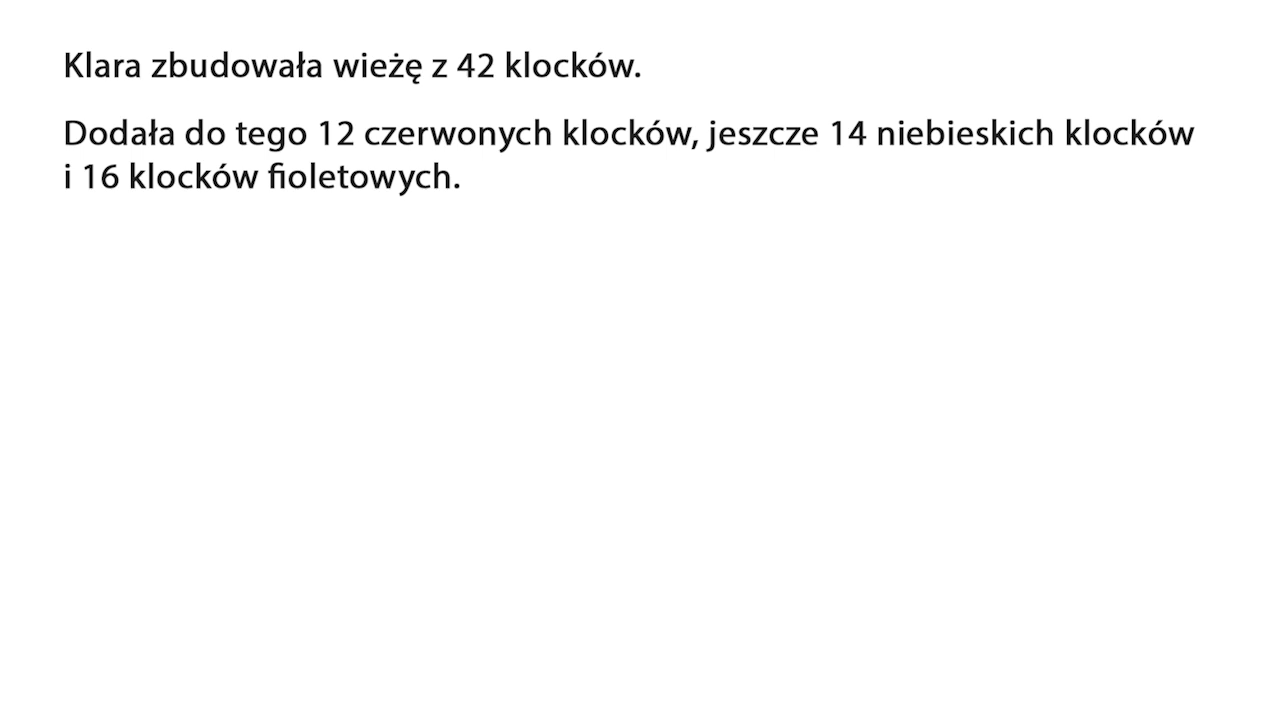 Klara zbudowała wieżę z 42 klocków.
Dodała do tego 12 czerwonych klocków, jeszcze 14 niebieskich klocków
i 16 klocków fioletowych.